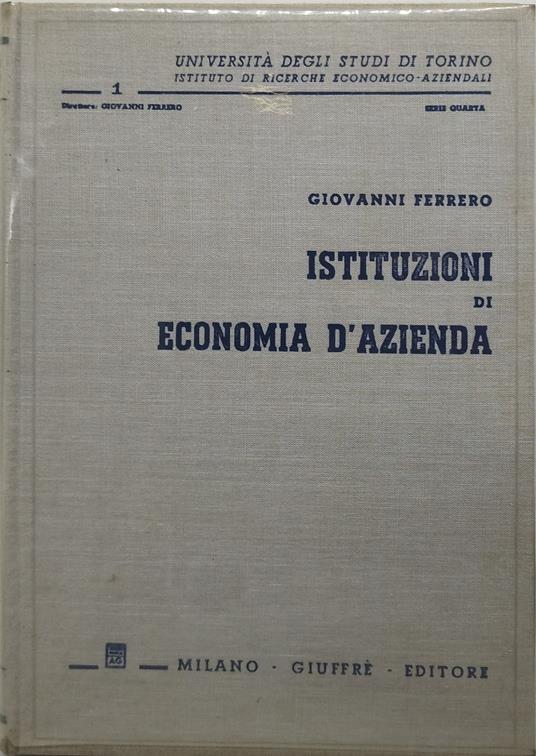 UNIVERSITÀ DEGLI STUDI DI TORINO
ISTITUTO DI RICERCHE ECONOMICO-AZIENDALI
1
Direttore: GIOVANNI FERRERO SERIE QUARTA
GIOVANNI FERRERO
ISTITUZIONI
DI
ECONOMIA D'AZIENDA
AG
MILANO - GIUFFRÈ - EDITORE